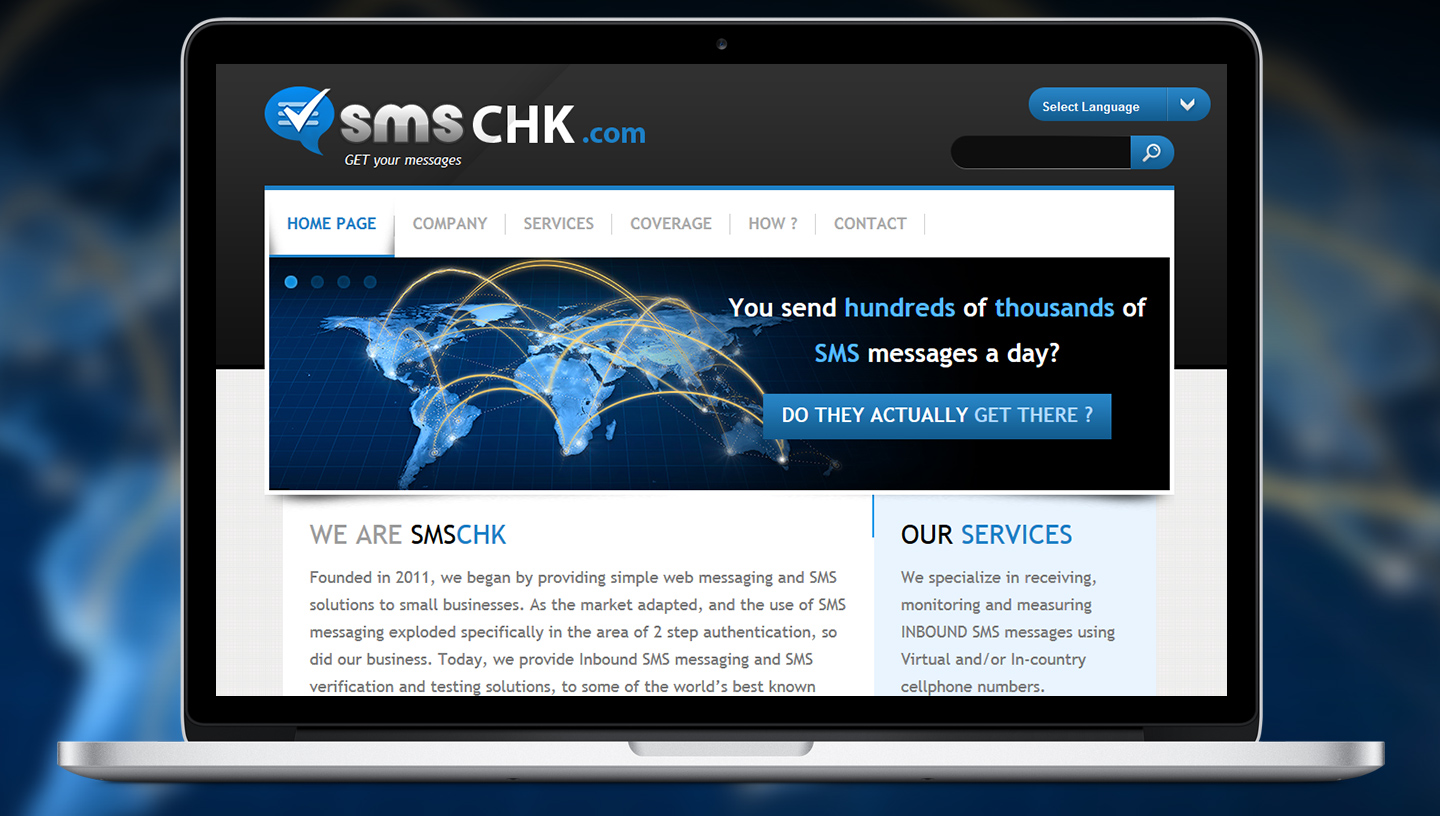 sms CHK .com
GET your messages
Select Language
HOME PAGE COMPANY SERVICES COVERAGE HOW ? CONTACT
You send hundreds of thousands of
SMS messages a day?
DO THEY ACTUALLY GET THERE ?
WE ARE SMSCHK
Founded in 2011, we began by providing simple web messaging and SMS
solutions to small businesses. As the market adapted, and the use of SMS
messaging exploded specifically in the area of 2 step authentication, so
did our business. Today, we provide Inbound SMS messaging and SMS
verification and testing solutions, to some of the world's best known
OUR SERVICES
We specialize in receiving,
monitoring and measuring
INBOUND SMS messages using
Virtual and/or In-country
cellphone numbers.